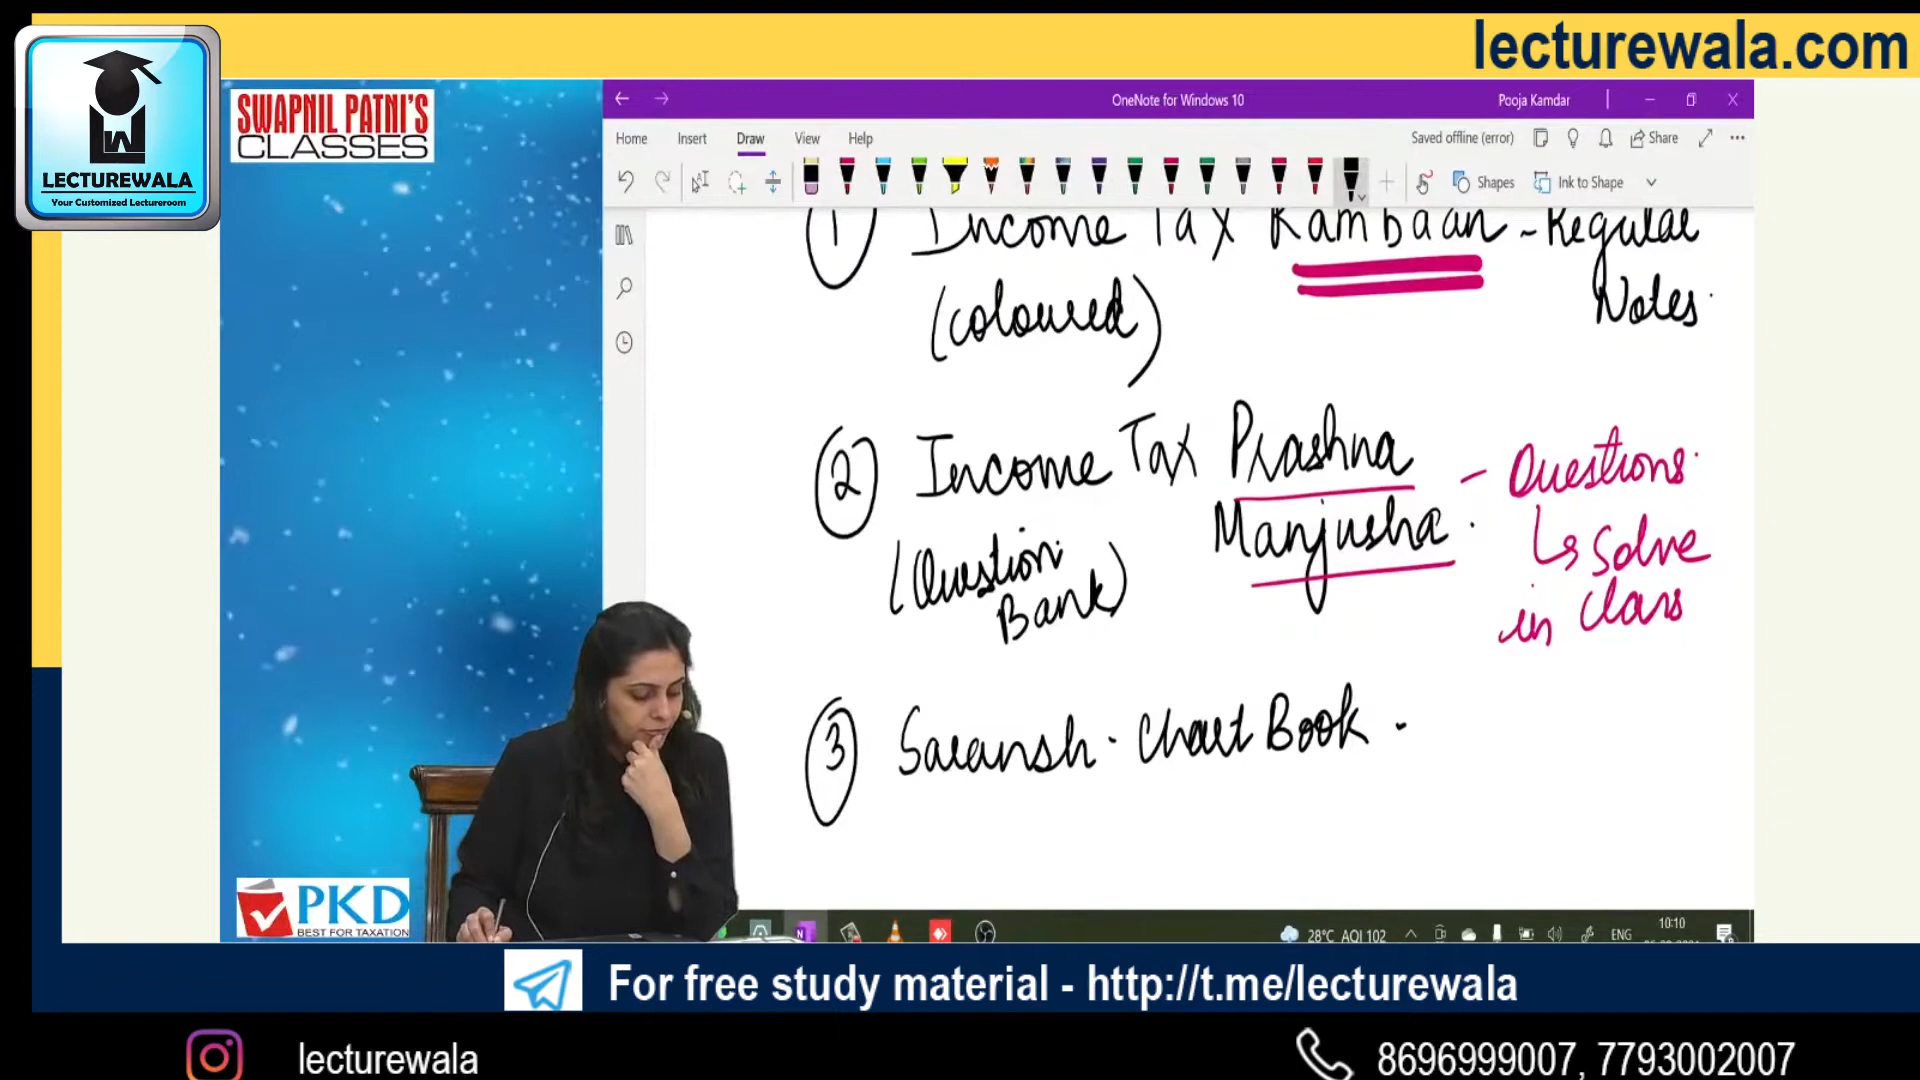 lecturewala.com
LW
LECTUREWALA
Your Customized Lectureroom
SWAPNIL PATNI'S
CLASSES
OneNote for Windows 10
Pooja Kamdar
Home Insert Draw View Help
Saved offline (error)
Share
Shapes
Ink to Shape
1 Income Tax Rambaan - Regular
Notes.
(coloured)
2 Income Tax Prashna
Manjusha.
- Questions.
↳ Solve
in class
(Question
Bank)
3 Saransh. Chart Book -
PKD
BEST FOR TAXATION
28°C AQI 102
ENG
10:10
For free study material - http://t.me/lecturewala
lecturewala
8696999007, 7793002007